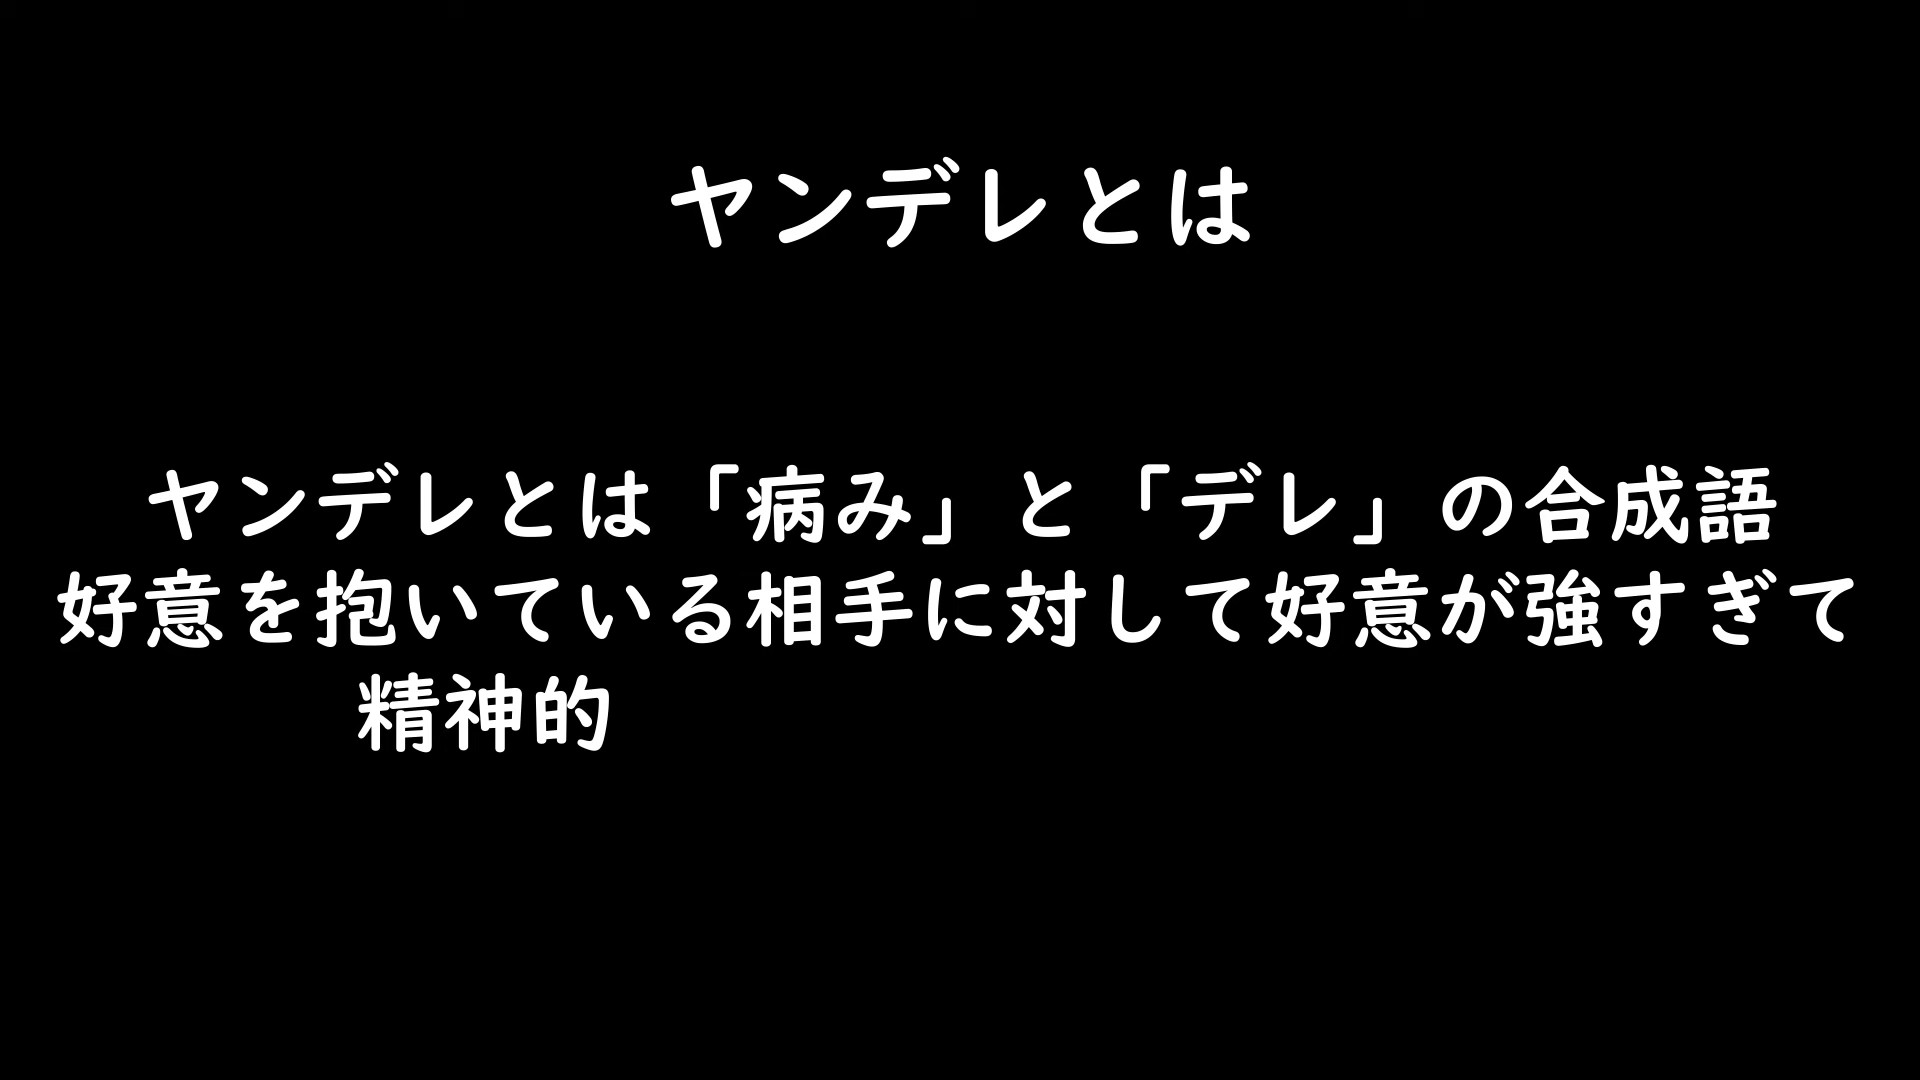 ヤンデレとは
ヤンデレとは「病み」と「デレ」の合成語
好意を抱いている相手に対して好意が強すぎて
精神的